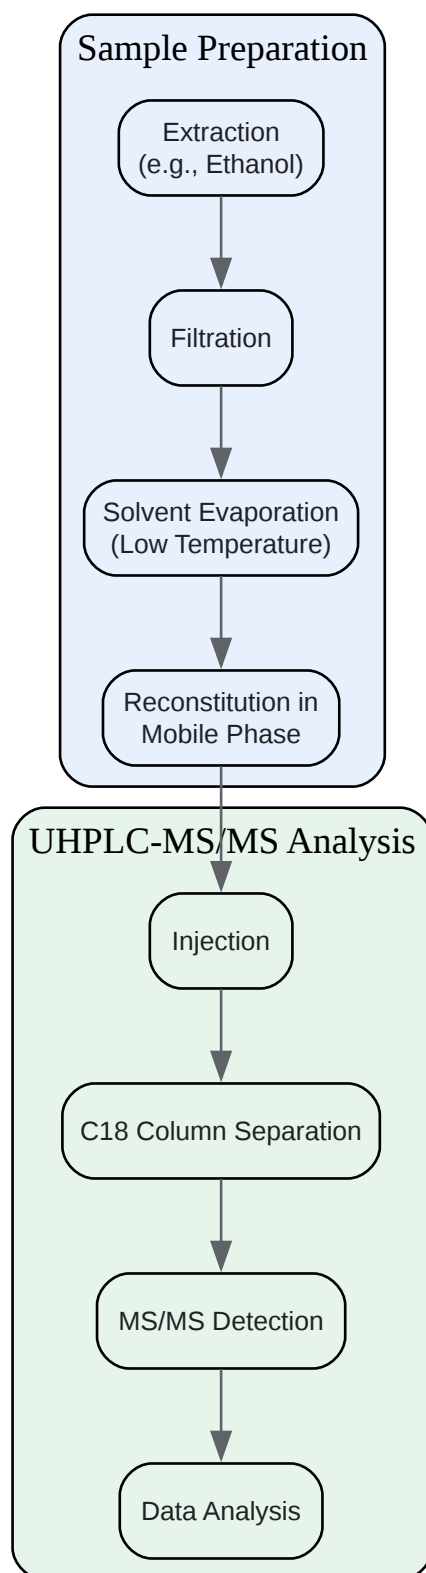 Sample Preparation
Extraction
(e.g., Ethanol)
Filtration
Solvent Evaporation
(Low Temperature)
Reconstitution in
Mobile Phase
UHPLC-MS/MS Analysis
Injection
C18 Column Separation
MS/MS Detection
Data Analysis